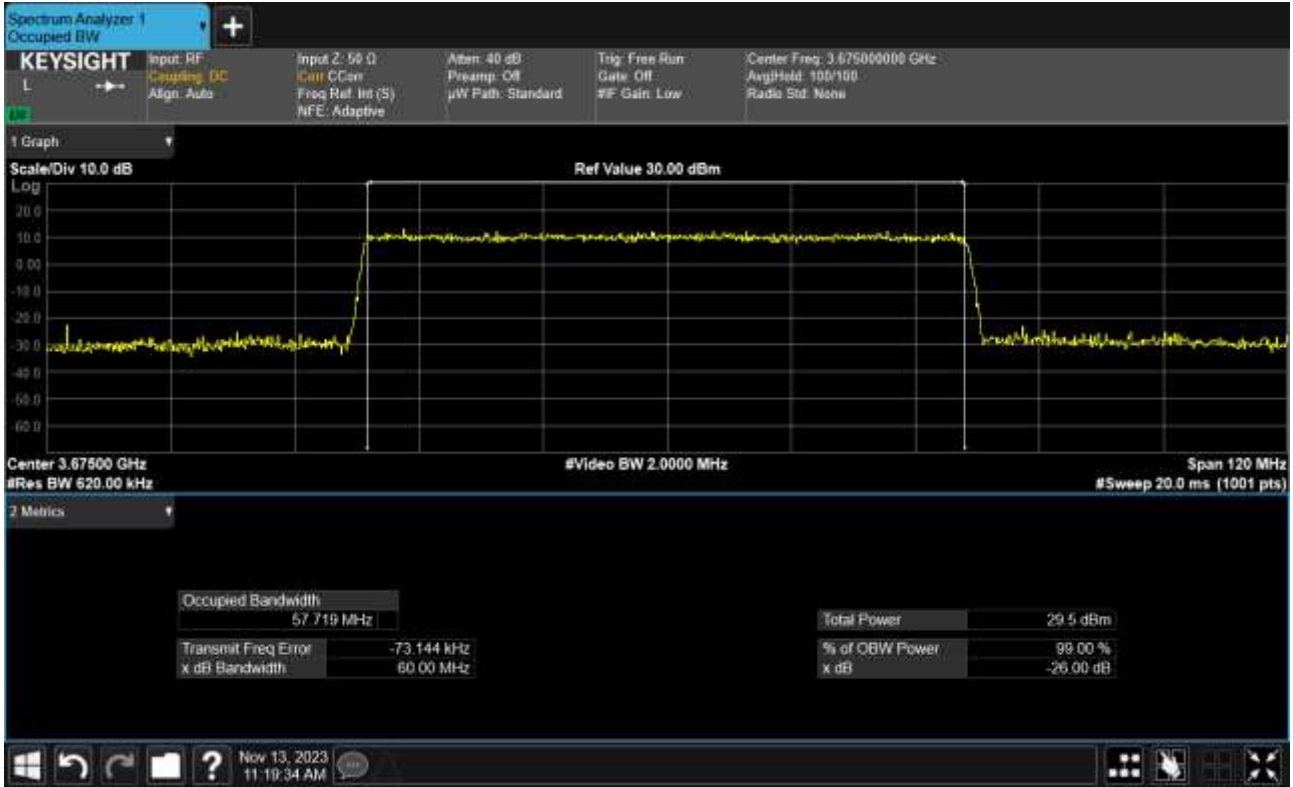 Spectrum Analyzer 1
Occupied BW
+
KEYSIGHT
L
Input: RF
Coupling: DC
Align: Auto
Input Z: 50 Ω
Corr CCorr
Freq Ref: Int (S)
NFE: Adaptive
Atten: 40 dB
Preamp: Off
µW Path: Standard
Trig: Free Run
Gate: Off
#IF Gain: Low
Center Freq: 3.675000000 GHz
Avg|Hold: 100/100
Radio Std: None
1 Graph
Scale/Div 10.0 dB
Ref Value 30.00 dBm
Log
20.0
10.0
0.00
-10.0
-20.0
-30.0
-40.0
-50.0
-60.0
Center 3.67500 GHz
#Video BW 2.0000 MHz
Span 120 MHz
#Res BW 620.00 kHz
#Sweep 20.0 ms (1001 pts)
2 Metrics
Occupied Bandwidth
57.719 MHz
Total Power 29.5 dBm
Transmit Freq Error -73.144 kHz
% of OBW Power 99.00 %
x dB Bandwidth 60.00 MHz
x dB -26.00 dB
?
Nov 13, 2023
11:19:34 AM